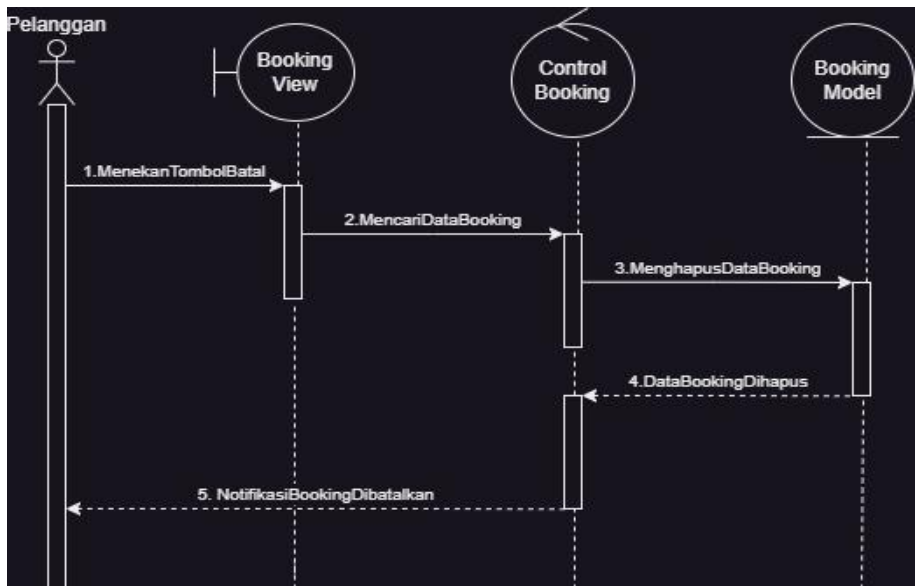 Pelanggan
Booking
View
Control
Booking
Booking
Model
1.MenekanTombolBatal
2.MencariDataBooking
3.MenghapusDataBooking
4.DataBookingDihapus
5. NotifikasiBookingDibatalkan